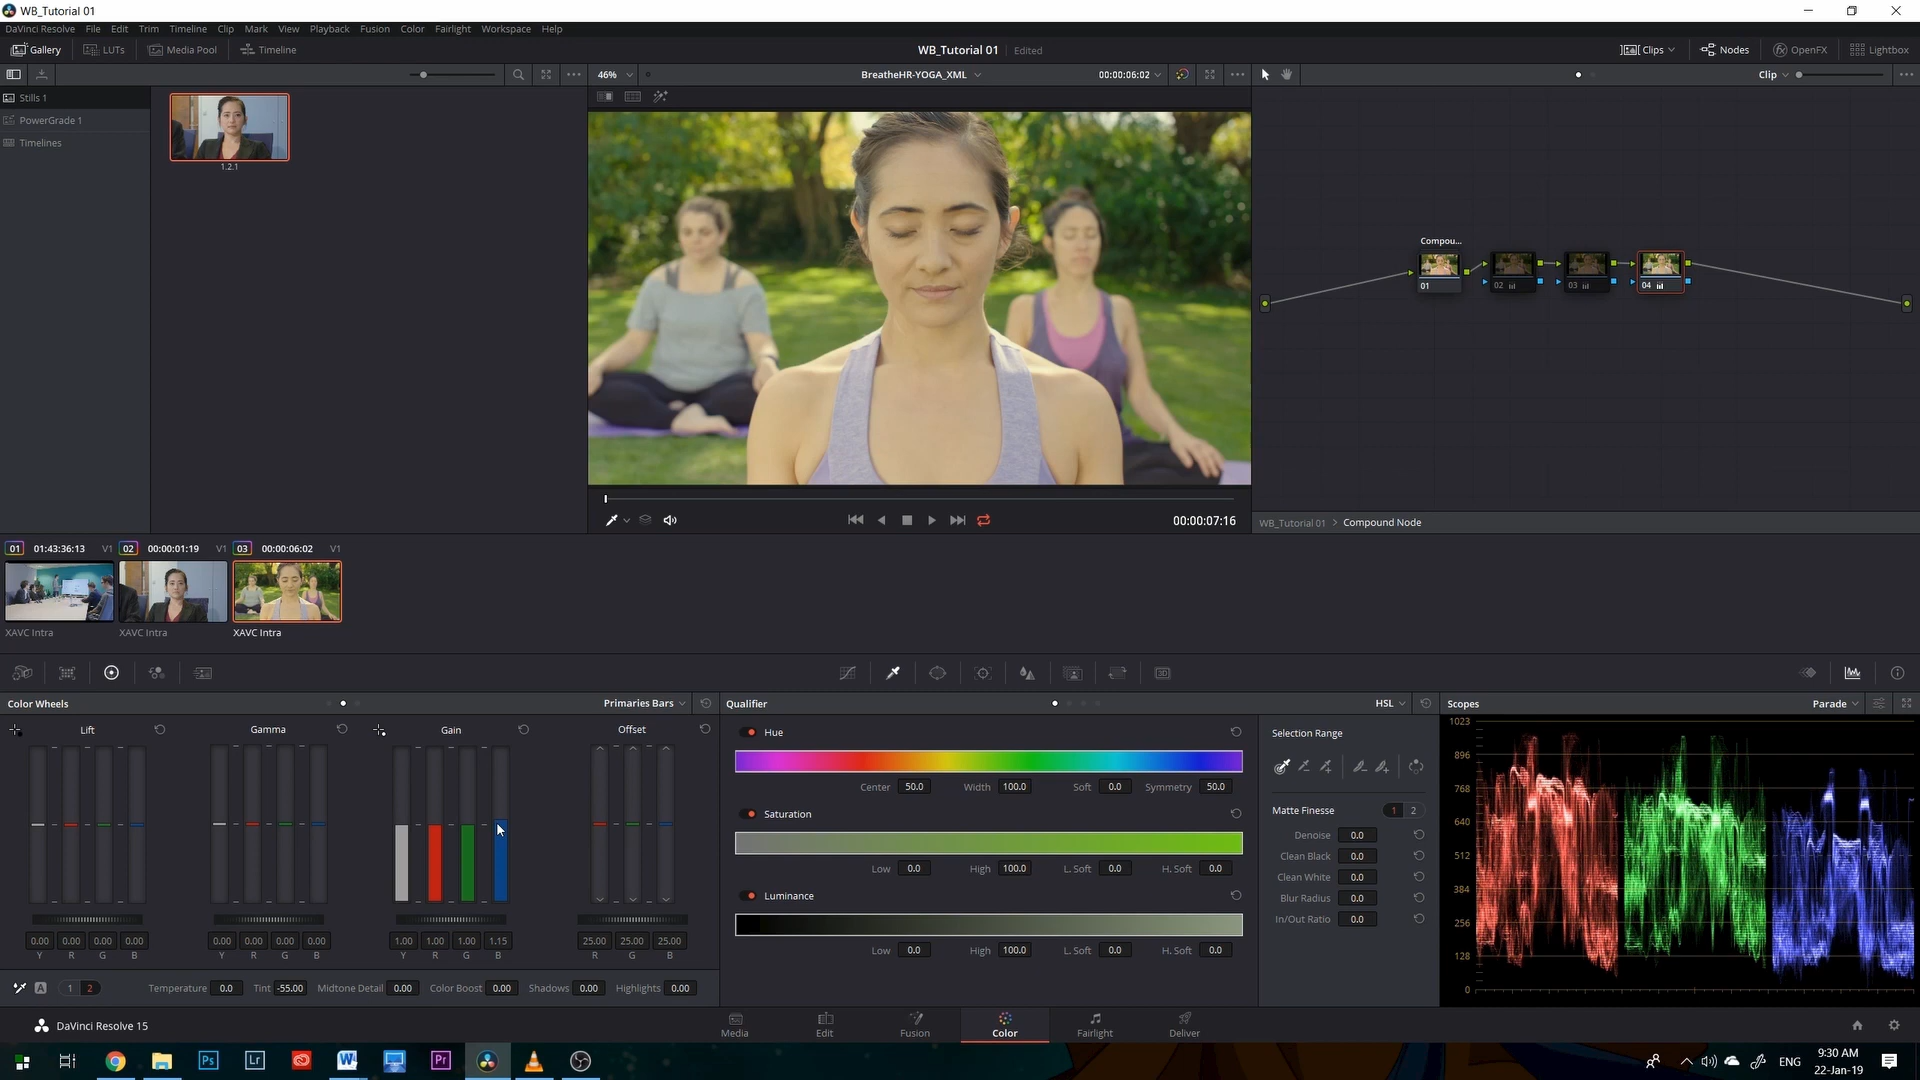 WB_Tutorial 01
DaVinci Resolve File Edit Trim Timeline Clip Mark View Playback Fusion Color Fairlight Workspace Help
Gallery LUTs Media Pool Timeline WB_Tutorial 01 Edited Clips Nodes OpenFX Lightbox
46% BreatheHR-YOGA_XML 00:00:06:02 Clip
Stills 1
PowerGrade 1
Timelines
1.2.1
Compou...
01 02 03 04
00:00:07:16
WB_Tutorial 01 > Compound Node
01 01:43:36:13 V1 02 00:00:01:19 V1 03 00:00:06:02 V1
XAVC Intra XAVC Intra XAVC Intra
Color Wheels Primaries Bars Qualifier HSL Scopes Parade
Lift Gamma Gain Offset
0.00 0.00 0.00 0.00 0.00 0.00 0.00 0.00 1.00 1.00 1.00 1.15 25.00 25.00 25.00
Y R G B Y R G B Y R G B R G B
A 1 2 Temperature 0.0 Tint -55.00 Midtone Detail 0.00 Color Boost 0.00 Shadows 0.00 Highlights 0.00
Hue
Center 50.0 Width 100.0 Soft 0.0 Symmetry 50.0
Saturation
Low 0.0 High 100.0 L. Soft 0.0 H. Soft 0.0
Luminance
Low 0.0 High 100.0 L. Soft 0.0 H. Soft 0.0
Selection Range
Matte Finesse 1 2
Denoise 0.0
Clean Black 0.0
Clean White 0.0
Blur Radius 0.0
In/Out Ratio 0.0
1023
896
768
640
512
384
256
128
0
DaVinci Resolve 15 Media Edit Fusion Color Fairlight Deliver
Ps Lr W Pr
ENG 9:30 AM
22-Jan-19